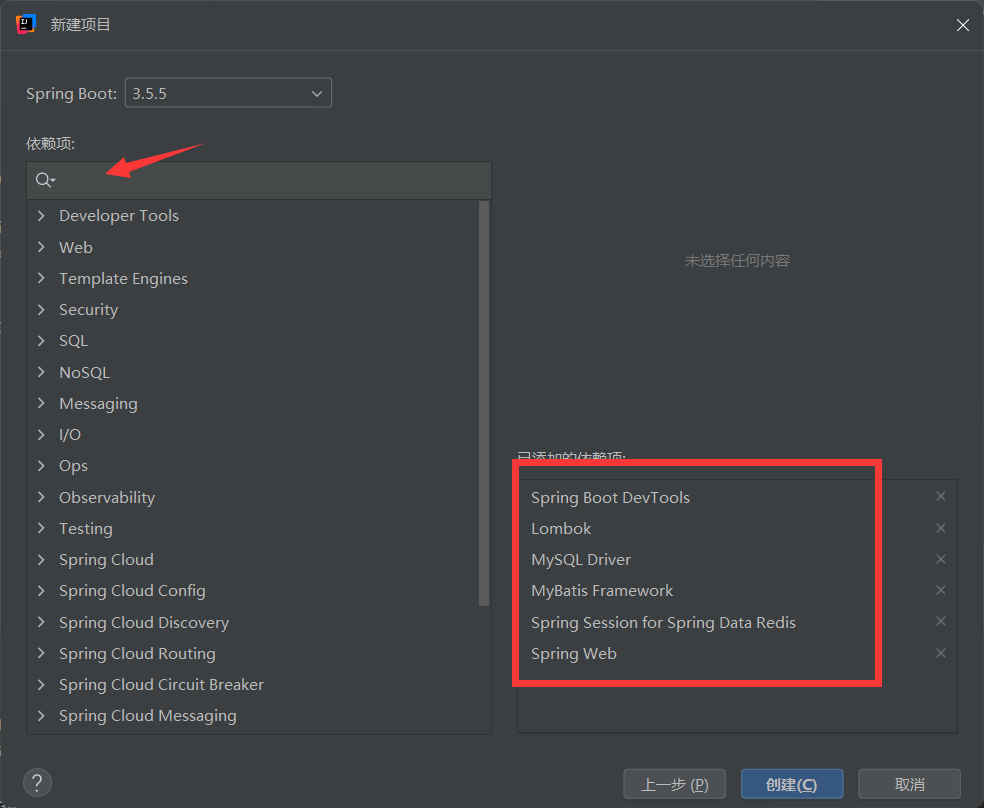 新建项目
Spring Boot: 3.5.5
依赖项:
Developer Tools
Web
Template Engines
Security
SQL
NoSQL
Messaging
I/O
Ops
Observability
Testing
Spring Cloud
Spring Cloud Config
Spring Cloud Discovery
Spring Cloud Routing
Spring Cloud Circuit Breaker
Spring Cloud Messaging
未选择任何内容
已添加的依赖项:
Spring Boot DevTools
Lombok
MySQL Driver
MyBatis Framework
Spring Session for Spring Data Redis
Spring Web
?
上一步 (P)
创建(C)
取消